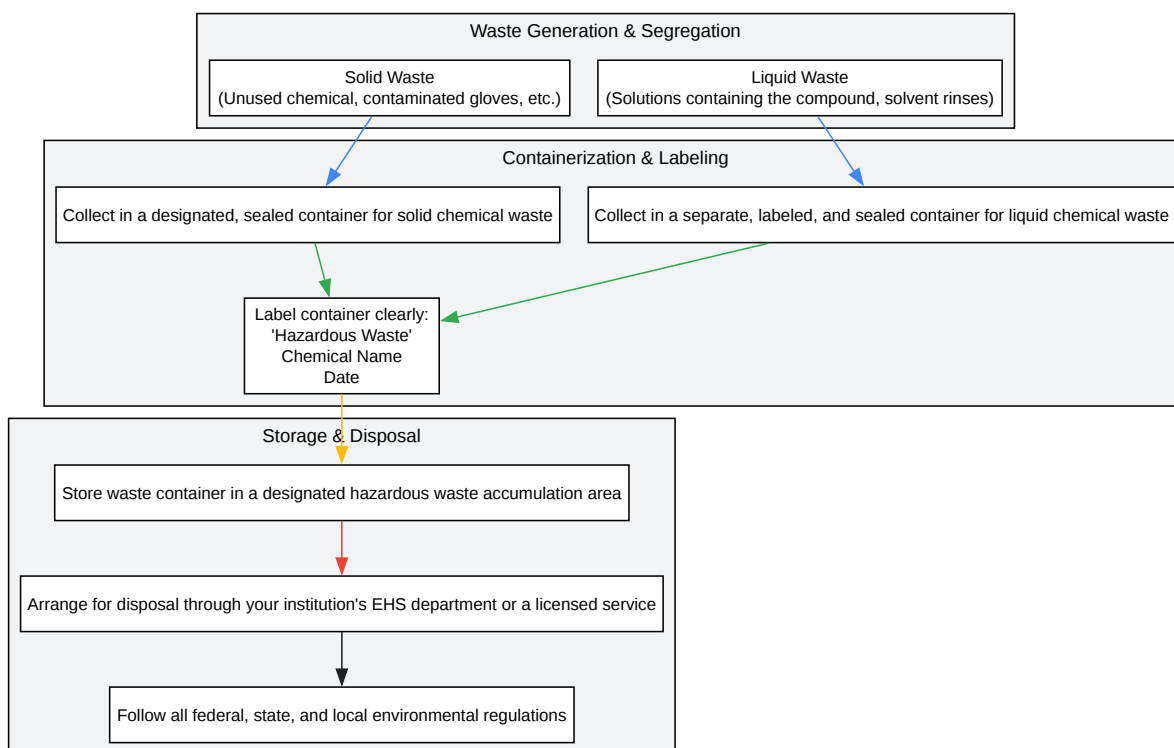 Waste Generation & Segregation
Solid Waste
(Unused chemical, contaminated gloves, etc.)
Liquid Waste
(Solutions containing the compound, solvent rinses)
Containerization & Labeling
Collect in a designated, sealed container for solid chemical waste
Collect in a separate, labeled, and sealed container for liquid chemical waste
Label container clearly:
'Hazardous Waste'
Chemical Name
Date
Storage & Disposal
Store waste container in a designated hazardous waste accumulation area
Arrange for disposal through your institution's EHS department or a licensed service
Follow all federal, state, and local environmental regulations